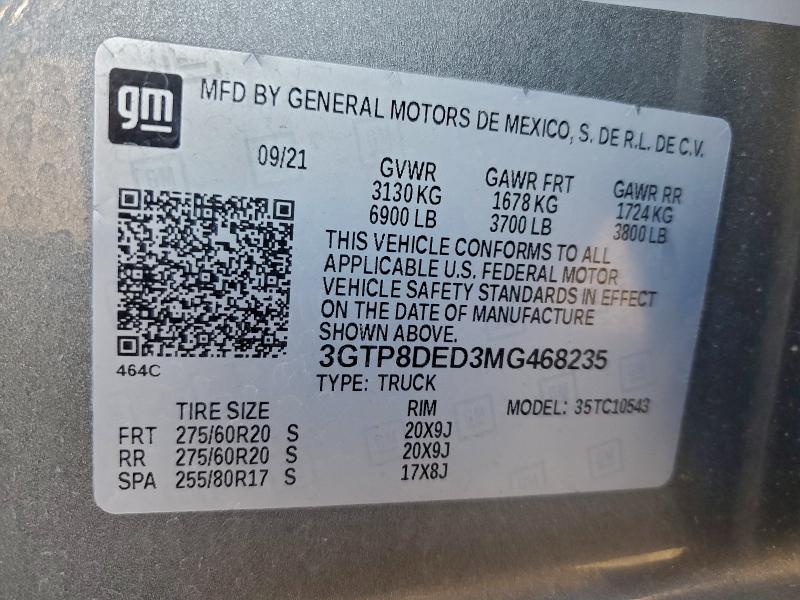 gm
MFD BY GENERAL MOTORS DE MEXICO, S. DE R.L. DE C.V.
09/21 GVWR GAWR FRT GAWR RR
3130 KG 1678 KG 1724 KG
6900 LB 3700 LB 3800 LB
THIS VEHICLE CONFORMS TO ALL
APPLICABLE U.S. FEDERAL MOTOR
VEHICLE SAFETY STANDARDS IN EFFECT
ON THE DATE OF MANUFACTURE
SHOWN ABOVE.
464C
3GTP8DED3MG468235
TYPE: TRUCK
TIRE SIZE RIM MODEL: 35TC10543
FRT 275/60R20 S 20X9J
RR 275/60R20 S 20X9J
SPA 255/80R17 S 17X8J